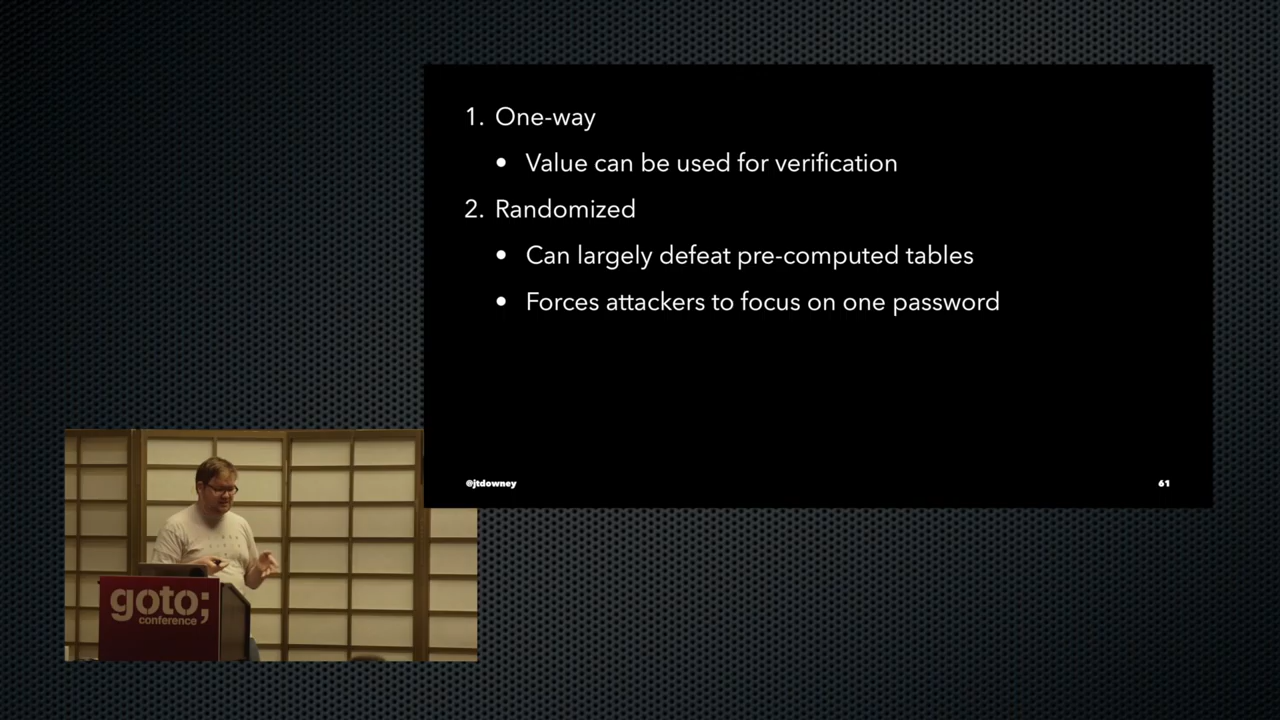 1. One-way
• Value can be used for verification
2. Randomized
• Can largely defeat pre-computed tables
• Forces attackers to focus on one password
@jtdowney
61
goto;
conference